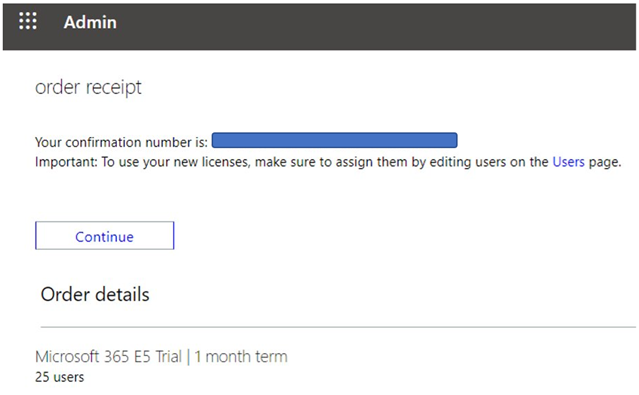 Admin
order receipt
Your confirmation number is:
Important: To use your new licenses, make sure to assign them by editing users on the Users page.
Continue
Order details
Microsoft 365 E5 Trial | 1 month term
25 users